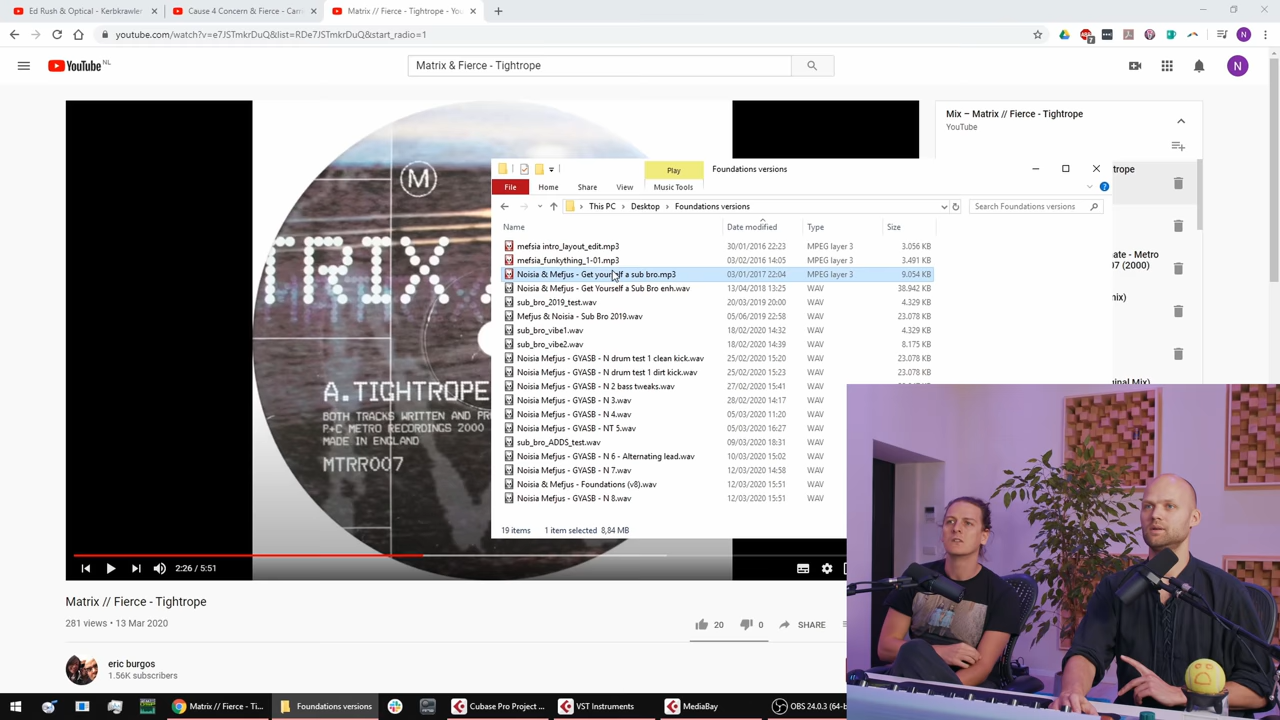 Ed Rush & Optical - Kerbkrawler
Cause 4 Concern & Fierce - Carri
Matrix // Fierce - Tightrope - You
youtube.com/watch?v=e7JSTmkrDuQ&list=RDe7JSTmkrDuQ&start_radio=1
7
N
YouTube NL
Matrix & Fierce - Tightrope
N
Mix – Matrix // Fierce - Tightrope
YouTube
M
TRIX
A.TIGHTROPE
BOTH TRACKS WRITTEN AND PR
P+C METRO RECORDINGS 2000
MADE IN ENGLAND
MTRR007
Play
Foundations versions
File Home Share View Music Tools
This PC Desktop Foundations versions
Search Foundations versions
Name Date modified Type Size
mefsia intro_layout_edit.mp3 30/01/2016 22:23 MPEG layer 3 3.056 KB
mefsia_funkything_1-01.mp3 03/02/2016 14:05 MPEG layer 3 3.491 KB
Noisia & Mefjus - Get yourself a sub bro.mp3 03/01/2017 22:04 MPEG layer 3 9.054 KB
Noisia & Mefjus - Get Yourself a Sub Bro enh.wav 13/04/2018 13:25 WAV 38.942 KB
sub_bro_2019_test.wav 20/03/2019 20:00 WAV 4.329 KB
Mefjus & Noisia - Sub Bro 2019.wav 05/06/2019 22:58 WAV 23.078 KB
sub_bro_vibe1.wav 18/02/2020 14:32 WAV 4.329 KB
sub_bro_vibe2.wav 18/02/2020 14:39 WAV 8.175 KB
Noisia Mefjus - GYASB - N drum test 1 clean kick.wav 25/02/2020 15:20 WAV 23.078 KB
Noisia Mefjus - GYASB - N drum test 1 dirt kick.wav 25/02/2020 15:23 WAV 23.078 KB
Noisia Mefjus - GYASB - N 2 bass tweaks.wav 27/02/2020 15:41 WAV
Noisia Mefjus - GYASB - N 3.wav 28/02/2020 14:17 WAV
Noisia Mefjus - GYASB - N 4.wav 05/03/2020 11:20 WAV
Noisia Mefjus - GYASB - NT 5.wav 05/03/2020 16:27 WAV
sub_bro_ADDS_test.wav 09/03/2020 18:31 WAV
Noisia Mefjus - GYASB - N 6 - Alternating lead.wav 10/03/2020 15:02 WAV
Noisia Mefjus - GYASB - N 7.wav 12/03/2020 14:58 WAV
Noisia & Mefjus - Foundations (v8).wav 12/03/2020 15:51 WAV
Noisia Mefjus - GYASB - N 8.wav 12/03/2020 15:51 WAV
19 items 1 item selected 8,84 MB
trope
ate - Metro
07 (2000)
mix)
ginal Mix)
2:26 / 5:51
Matrix // Fierce - Tightrope
281 views • 13 Mar 2020
20 0 SHARE
eric burgos
1.56K subscribers
Matrix // Fierce - Ti...
Foundations versions
Cubase Pro Project ...
VST Instruments
MediaBay
OBS 24.0.3 (64-b